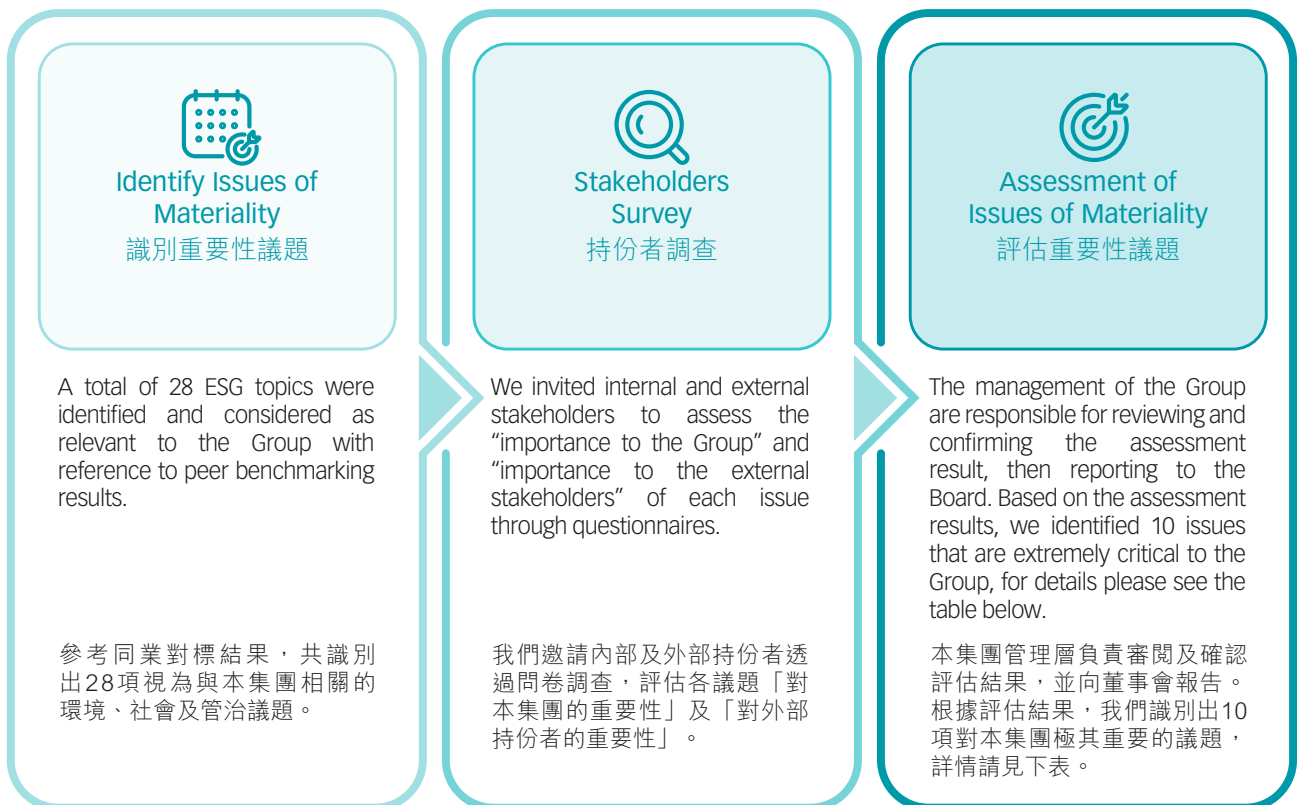 Identify Issues of
Materiality
識別重要性議題
A total of 28 ESG topics were
identified and considered as
relevant to the Group with
reference to peer benchmarking
results.
參考同業對標結果，共識別
出28項視為與本集團相關的
環境、社會及管治議題。
Stakeholders
Survey
持份者調查
We invited internal and external
stakeholders to assess the
“importance to the Group” and
“importance to the external
stakeholders” of each issue
through questionnaires.
我們邀請內部及外部持份者透
過問卷調查，評估各議題「對
本集團的重要性」及「對外部
持份者的重要性」。
Assessment of
Issues of Materiality
評估重要性議題
The management of the Group
are responsible for reviewing and
confirming the assessment
result, then reporting to the
Board. Based on the assessment
results, we identified 10 issues
that are extremely critical to the
Group, for details please see the
table below.
本集團管理層負責審閱及確認
評估結果，並向董事會報告。
根據評估結果，我們識別出10
項對本集團極其重要的議題，
詳情請見下表。